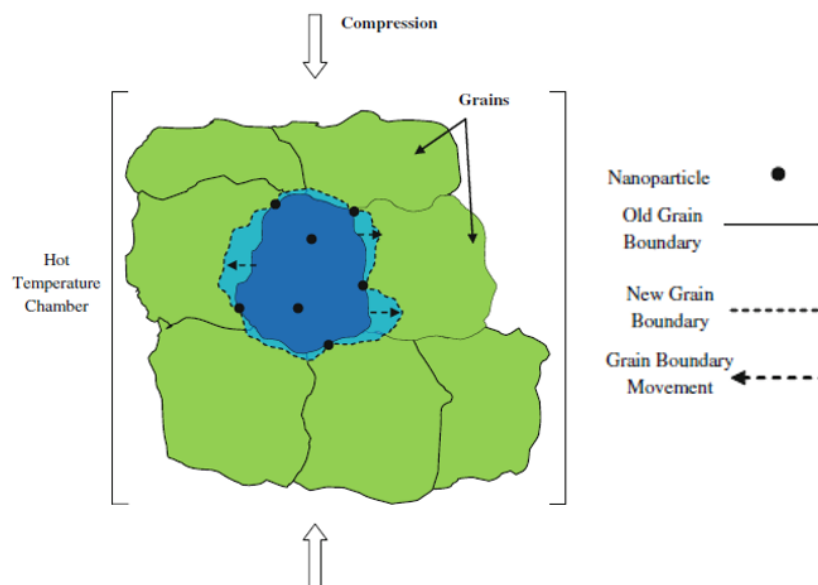 Compression
Grains
Hot
Temperature
Chamber
Nanoparticle
Old Grain
Boundary
New Grain
Boundary
Grain Boundary
Movement